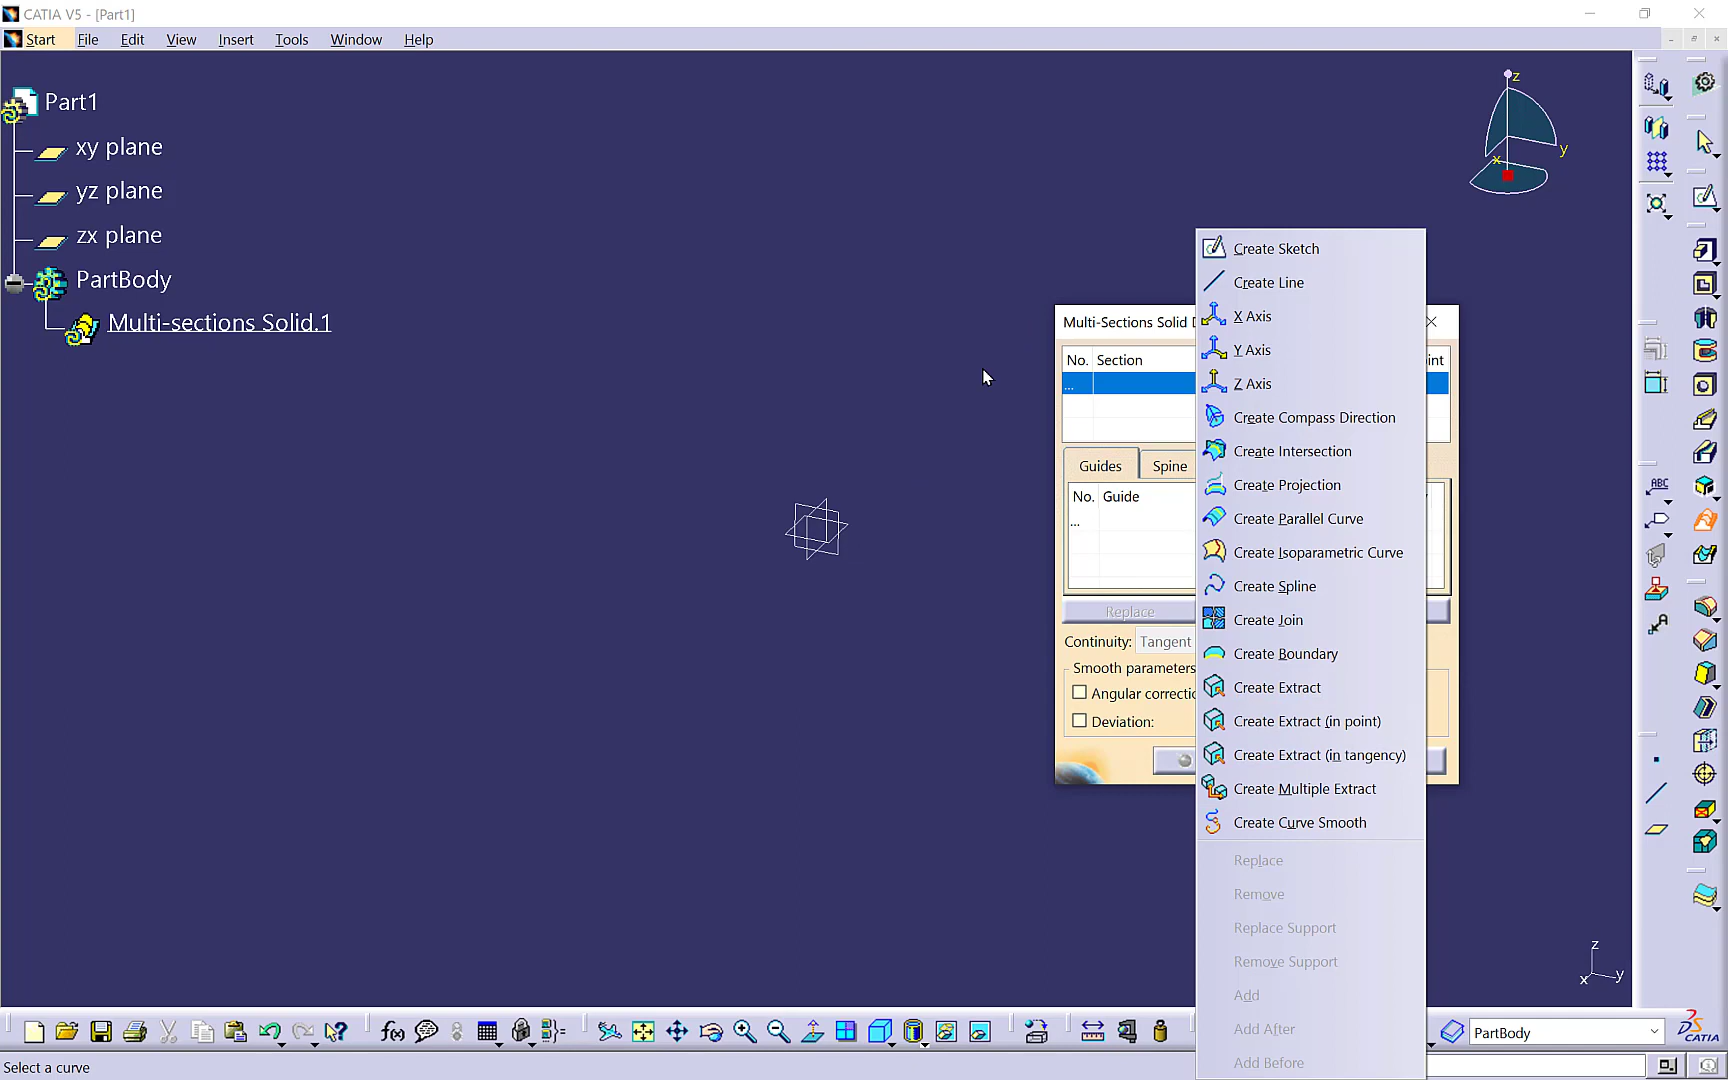 CATIA V5 - [Part1]
Start File Edit View Insert Tools Window Help
Part1
xy plane
yz plane
zx plane
PartBody
Multi-sections Solid.1
z
y
x
Multi-Sections Solid D
No. Section
int
...
Guides Spine
No. Guide
...
Replace
Continuity: Tangent
Smooth parameters
Angular correctio
Deviation:
Create Sketch
Create Line
X Axis
Y Axis
Z Axis
Create Compass Direction
Create Intersection
Create Projection
Create Parallel Curve
Create Isoparametric Curve
Create Spline
Create Join
Create Boundary
Create Extract
Create Extract (in point)
Create Extract (in tangency)
Create Multiple Extract
Create Curve Smooth
Replace
Remove
Replace Support
Remove Support
Add
Add After
Add Before
ABC
z
x y
f(x)
PartBody
CATIA
Select a curve